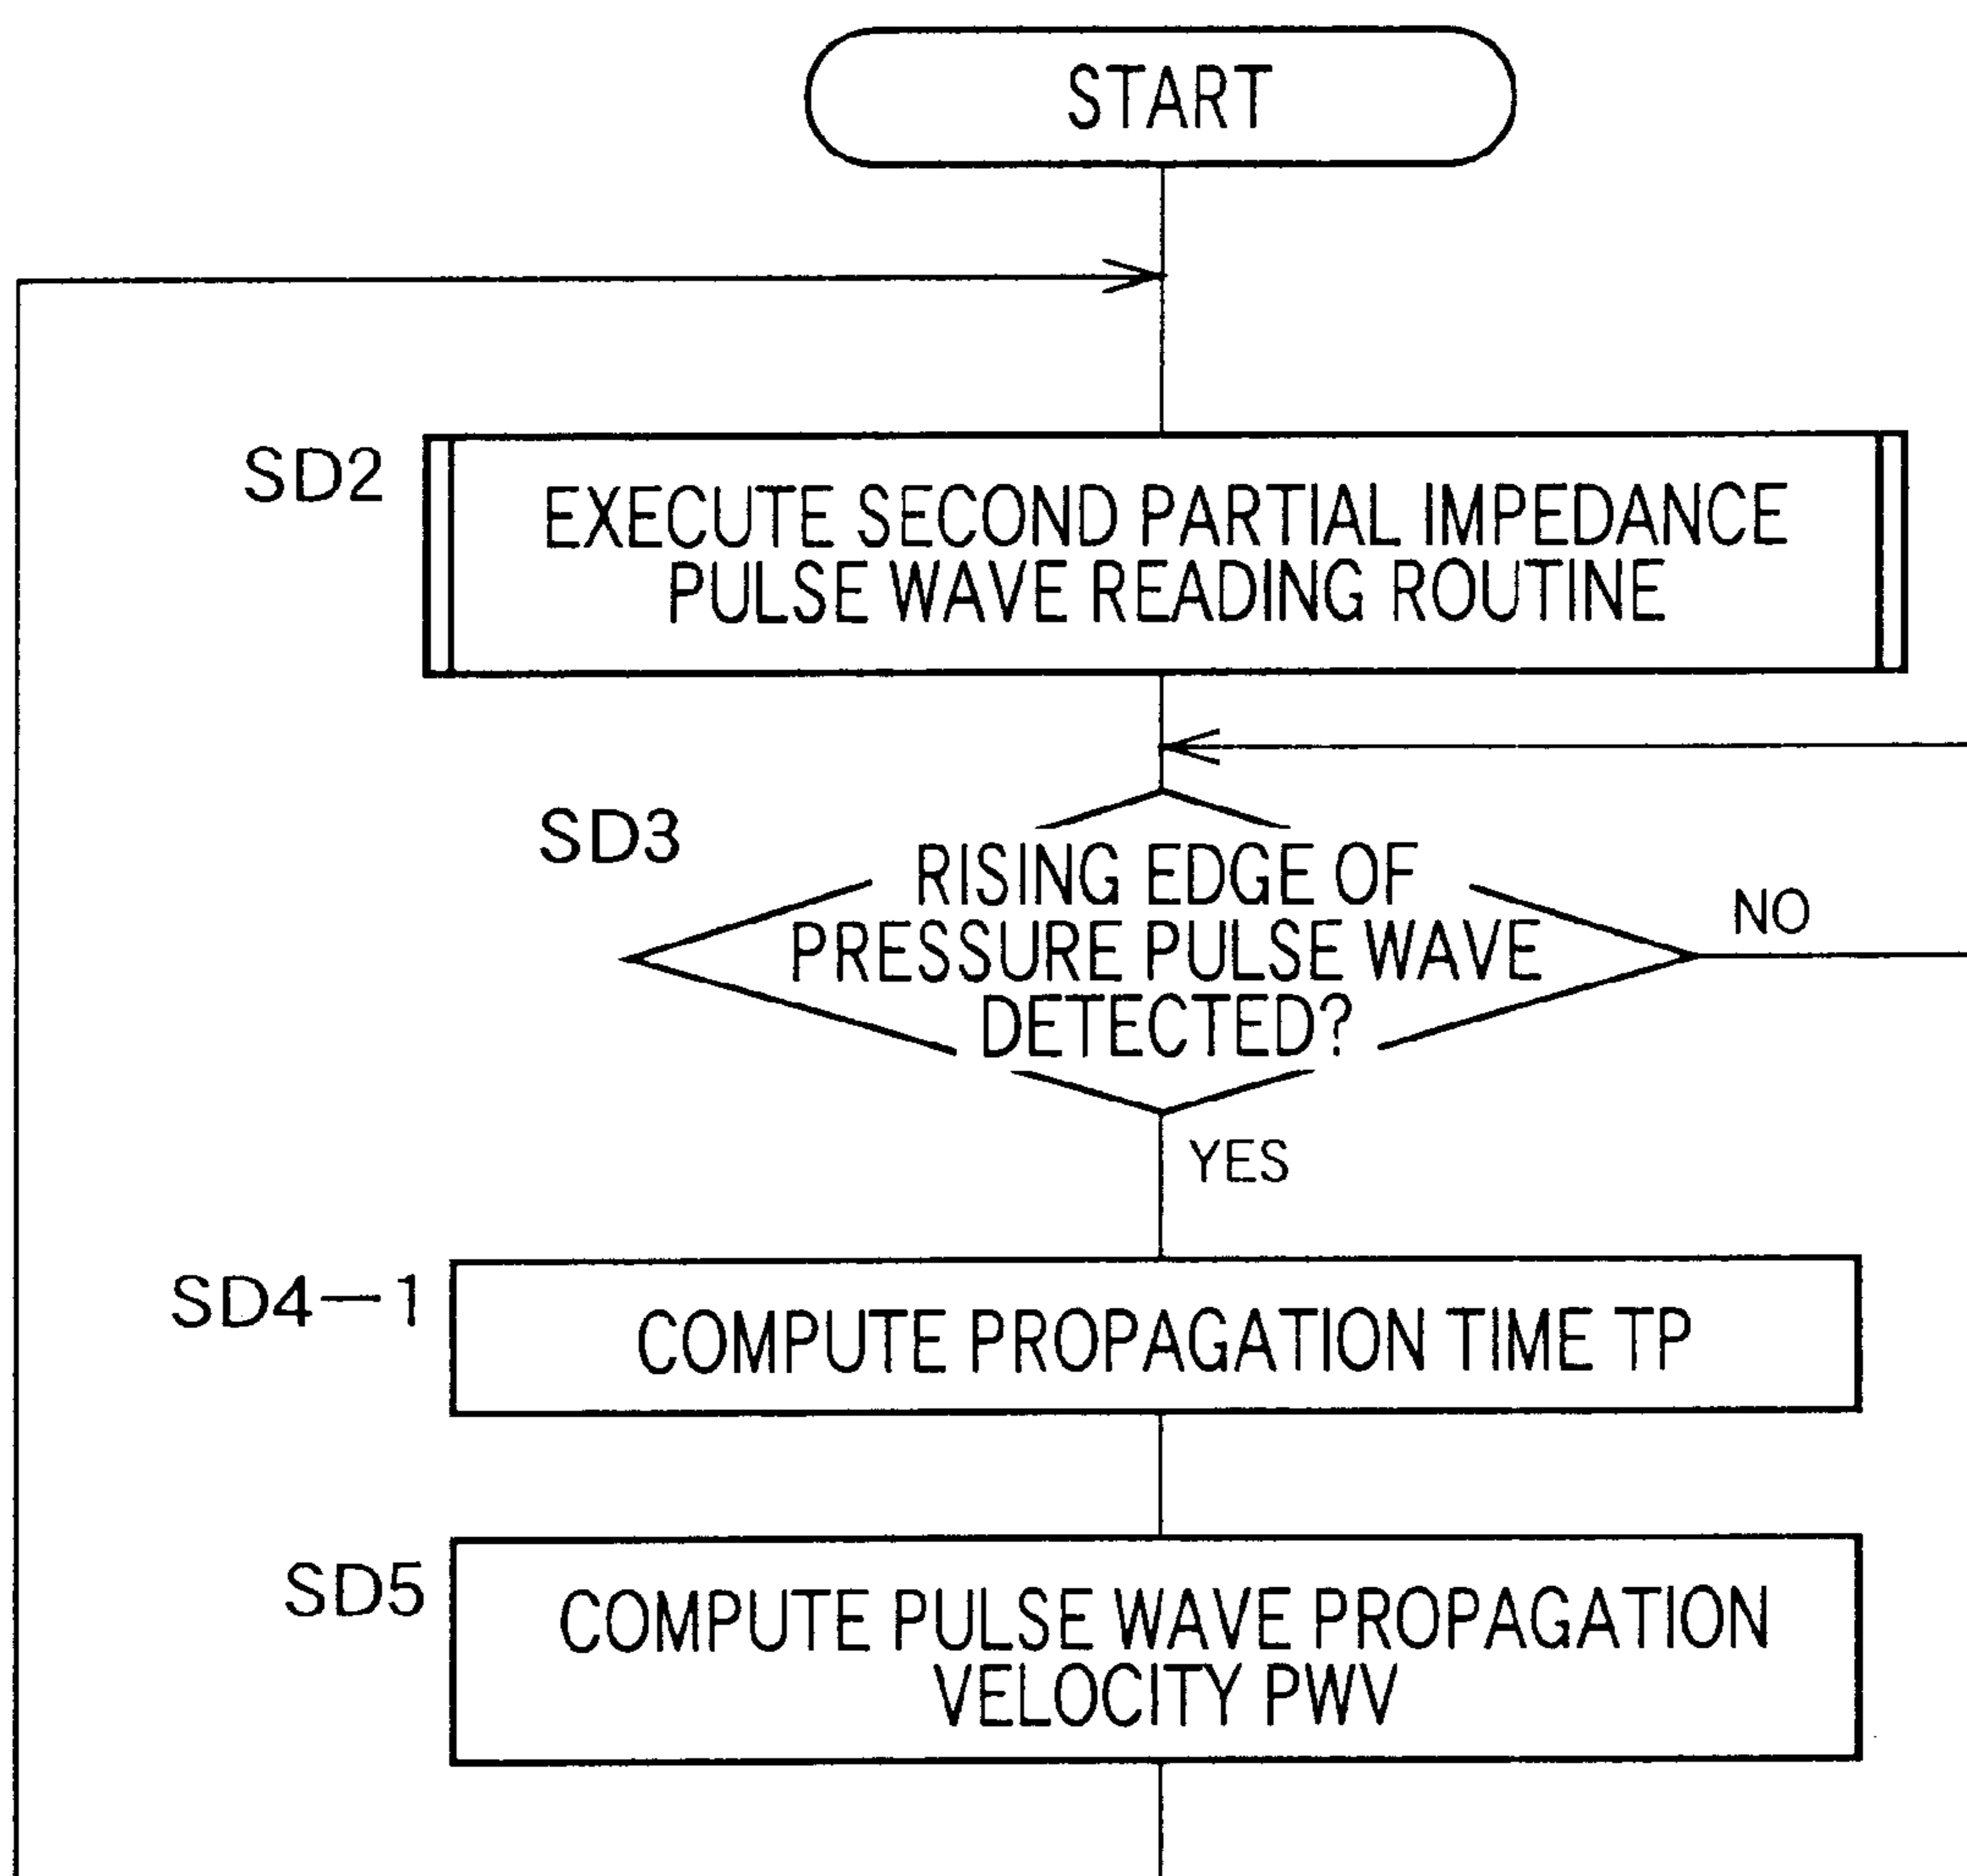 START
SD2
EXECUTE SECOND PARTIAL IMPEDANCE
PULSE WAVE READING ROUTINE
SD3
RISING EDGE OF
PRESSURE PULSE WAVE
DETECTED?
NO
YES
SD4-1
COMPUTE PROPAGATION TIME TP
SD5
COMPUTE PULSE WAVE PROPAGATION
VELOCITY PWV